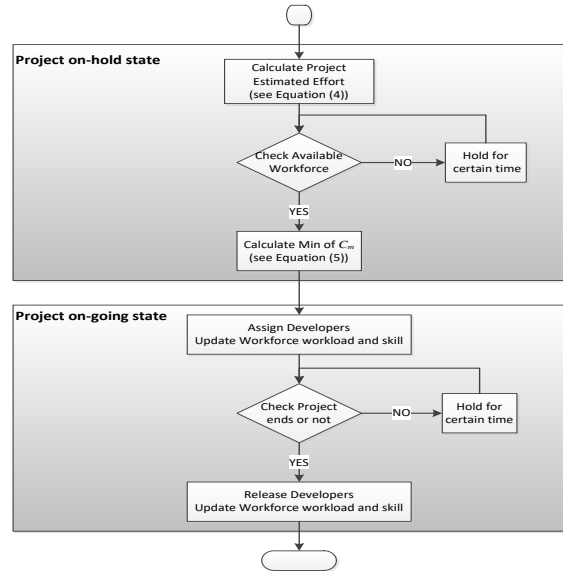 Project on-hold state
Calculate Project
Estimated Effort
(see Equation (4))
Check Available
Workforce
NO
Hold for
certain time
YES
Calculate Min of Cₘ
(see Equation (5))
Project on-going state
Assign Developers
Update Workforce workload and skill
Check Project
ends or not
NO
Hold for
certain time
YES
Release Developers
Update Workforce workload and skill